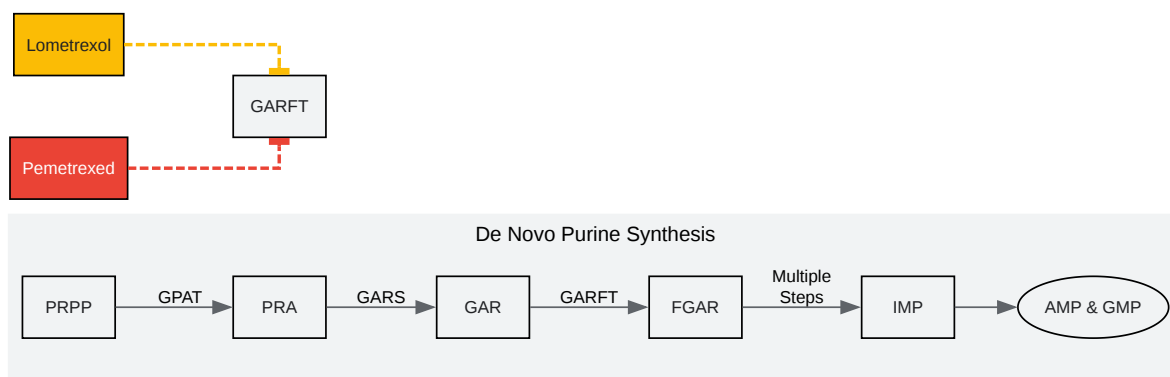 Lometrexol
GARFT
Pemetrexed
De Novo Purine Synthesis
PRPP
GPAT
PRA
GARS
GAR
GARFT
FGAR
Multiple
Steps
IMP
AMP & GMP